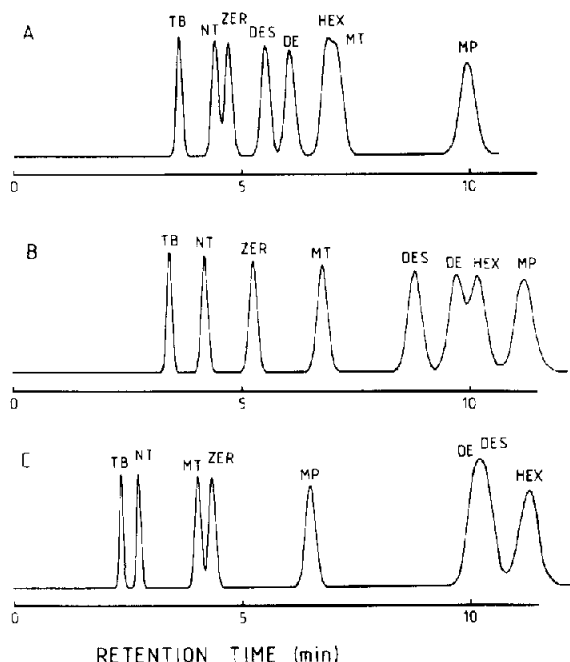 A
TB NT ZER DES DE HEX MT MP
0 5 10
B
TB NT ZER MT DES DE HEX MP
0 5 10
C
TB NT MT ZER MP DE DES HEX
0 5 10
RETENTION TIME (min)